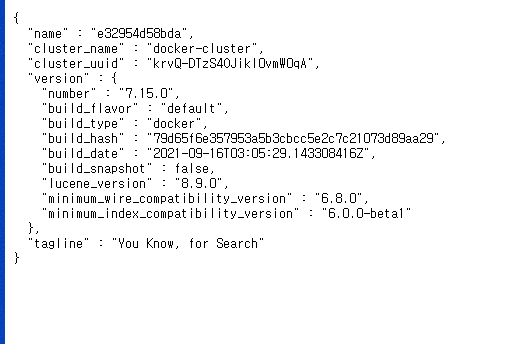 {
"name" : "e32954d58bda",
"cluster_name" : "docker-cluster",
"cluster_uuid" : "krvQ-DTzS40JikIOvmW0qA",
"version" : {
"number" : "7.15.0",
"build_flavor" : "default",
"build_type" : "docker",
"build_hash" : "79d65f6e357953a5b3cbcc5e2c7c21073d89aa29",
"build_date" : "2021-09-16T03:05:29.143308416Z",
"build_snapshot" : false,
"lucene_version" : "8.9.0",
"minimum_wire_compatibility_version" : "6.8.0",
"minimum_index_compatibility_version" : "6.0.0-beta1"
},
"tagline" : "You Know, for Search"
}